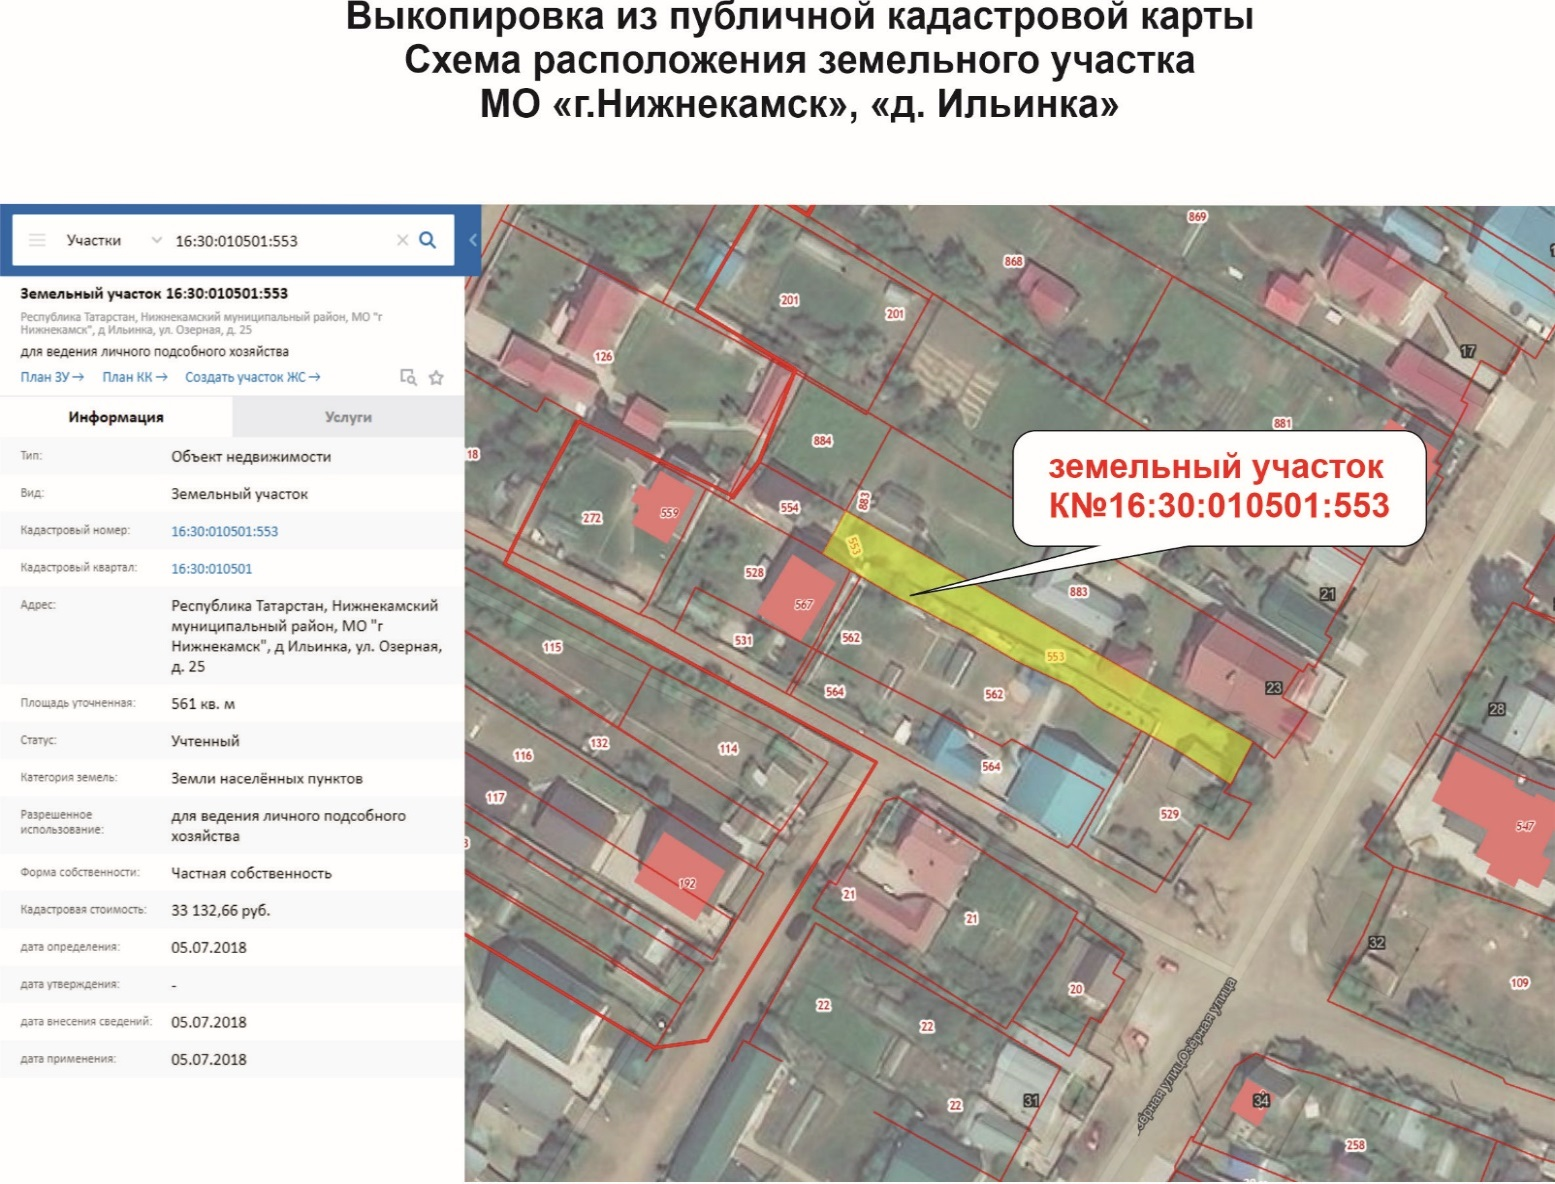 Выкопировка из публичной кадастровой карты
Схема расположения земельного участка
МО «г.Нижнекамск», «д. Ильинка»
Участки
16:30:010501:553
Земельный участок 16:30:010501:553
Республика Татарстан, Нижнекамский муниципальный район, МО "г
Нижнекамск", д Ильинка, ул. Озерная, д. 25
для ведения личного подсобного хозяйства
План ЗУ→ План КК→ Создать участок ЖС→
Информация Услуги
Тип: Объект недвижимости
Вид: Земельный участок
Кадастровый номер: 16:30:010501:553
Кадастровый квартал: 16:30:010501
Адрес: Республика Татарстан, Нижнекамский
муниципальный район, МО "г
Нижнекамск", д Ильинка, ул. Озерная,
д. 25
Площадь уточненная: 561 кв. м
Статус: Учтенный
Категория земель: Земли населённых пунктов
Разрешенное
использование:
для ведения личного подсобного
хозяйства
Форма собственности: Частная собственность
Кадастровая стоимость: 33 132,66 руб.
дата определения: 05.07.2018
дата утверждения: -
дата внесения сведений: 05.07.2018
дата применения: 05.07.2018
869
868
201
201
17
126
881
884
18
земельный участок
К№16:30:010501:553
883
554
559
272
553
528
883
21
567
531
562
115
553
23
564
562
28
132
114
116
564
117
529
547
192
21
21
32
20
109
22
22
зёрная улиц Озёрная улица
22
31
34
258